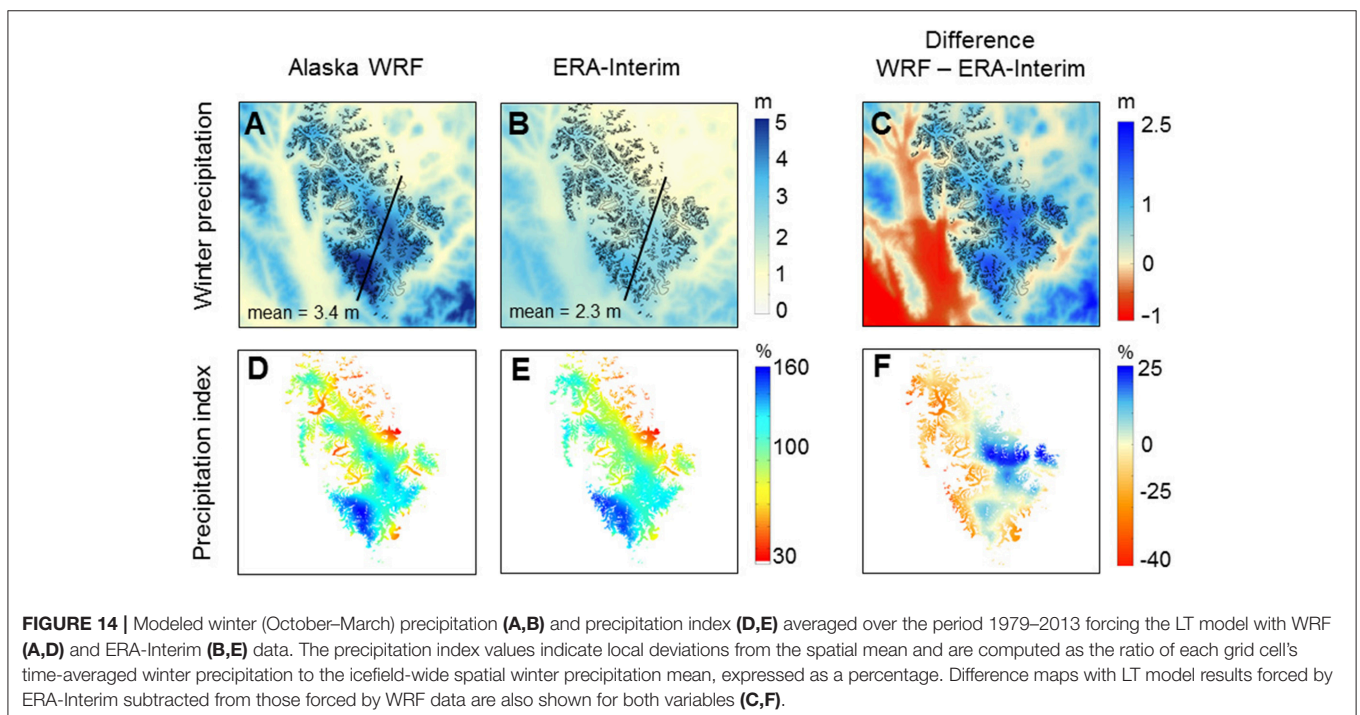 Difference
Alaska WRF ERA-Interim WRF – ERA-Interim
Winter precipitation
A
mean = 3.4 m
B
mean = 2.3 m
m
5
4
3
2
1
0
C
m
2.5
1
0
-1
Precipitation index
D
E
%
160
100
30
F
%
25
0
-25
-40
FIGURE 14 | Modeled winter (October–March) precipitation (A,B) and precipitation index (D,E) averaged over the period 1979–2013 forcing the LT model with WRF
(A,D) and ERA-Interim (B,E) data. The precipitation index values indicate local deviations from the spatial mean and are computed as the ratio of each grid cell's
time-averaged winter precipitation to the icefield-wide spatial winter precipitation mean, expressed as a percentage. Difference maps with LT model results forced by
ERA-Interim subtracted from those forced by WRF data are also shown for both variables (C,F).